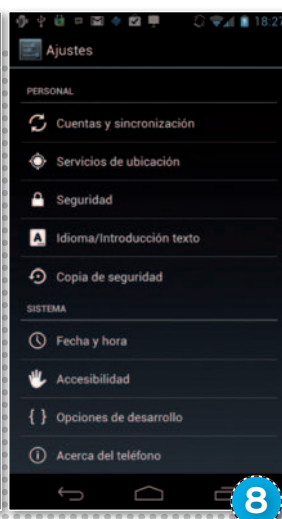 18:27
Ajustes
PERSONAL
Cuentas y sincronización
Servicios de ubicación
Seguridad
A Idioma/Introducción texto
Copia de seguridad
SISTEMA
Fecha y hora
Accesibilidad
{ } Opciones de desarrollo
Acerca del teléfono
8